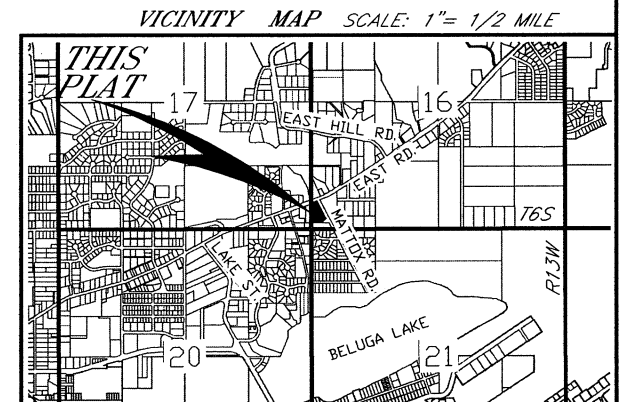 VICINITY MAP SCALE: 1"= 1/2 MILE
THIS
PLAT
17
16
EAST HILL RD.
EAST RD.
T6S
MATTOX RD.
LAKE ST.
R13W
BELUGA LAKE
20
21